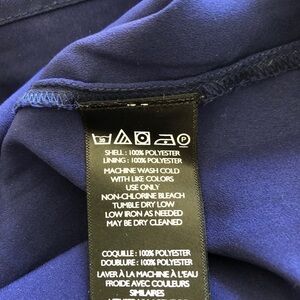 SHELL : 100% POLYESTER
LINING : 100% POLYESTER
MACHINE WASH COLD
WITH LIKE COLORS
USE ONLY
NON-CHLORINE BLEACH
TUMBLE DRY LOW
LOW IRON AS NEEDED
MAY BE DRY CLEANED
COQUILLE : 100% POLYESTER
DOUBLURE : 100% POLYESTER
LAVER À LA MACHINE À L'EAU
FROIDE AVEC COULEURS
SIMILAIRES